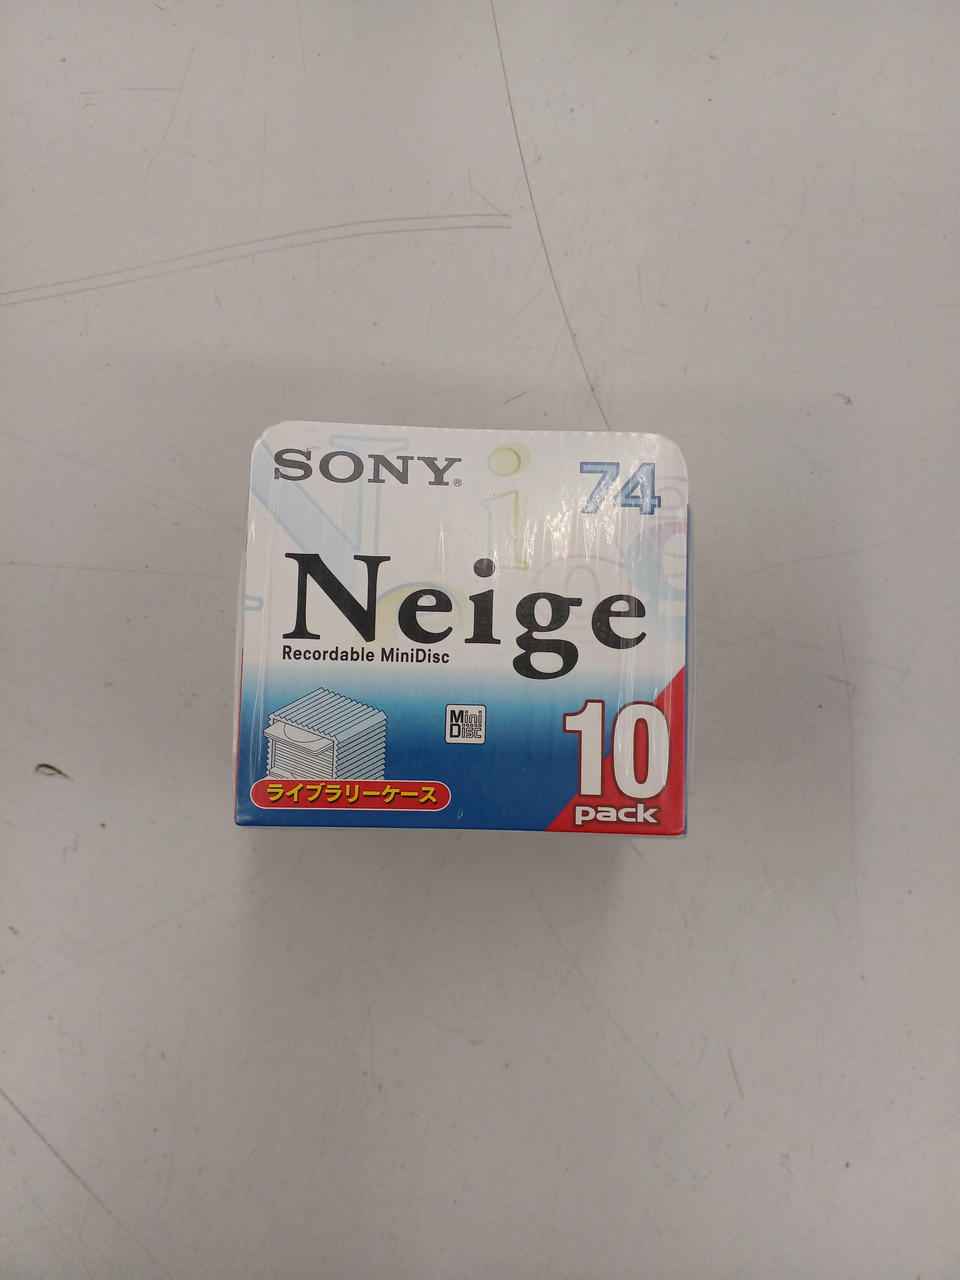 SONY®
74
Neige
Recordable MiniDisc
Mini
Disc
10
pack
ライブラリーケース